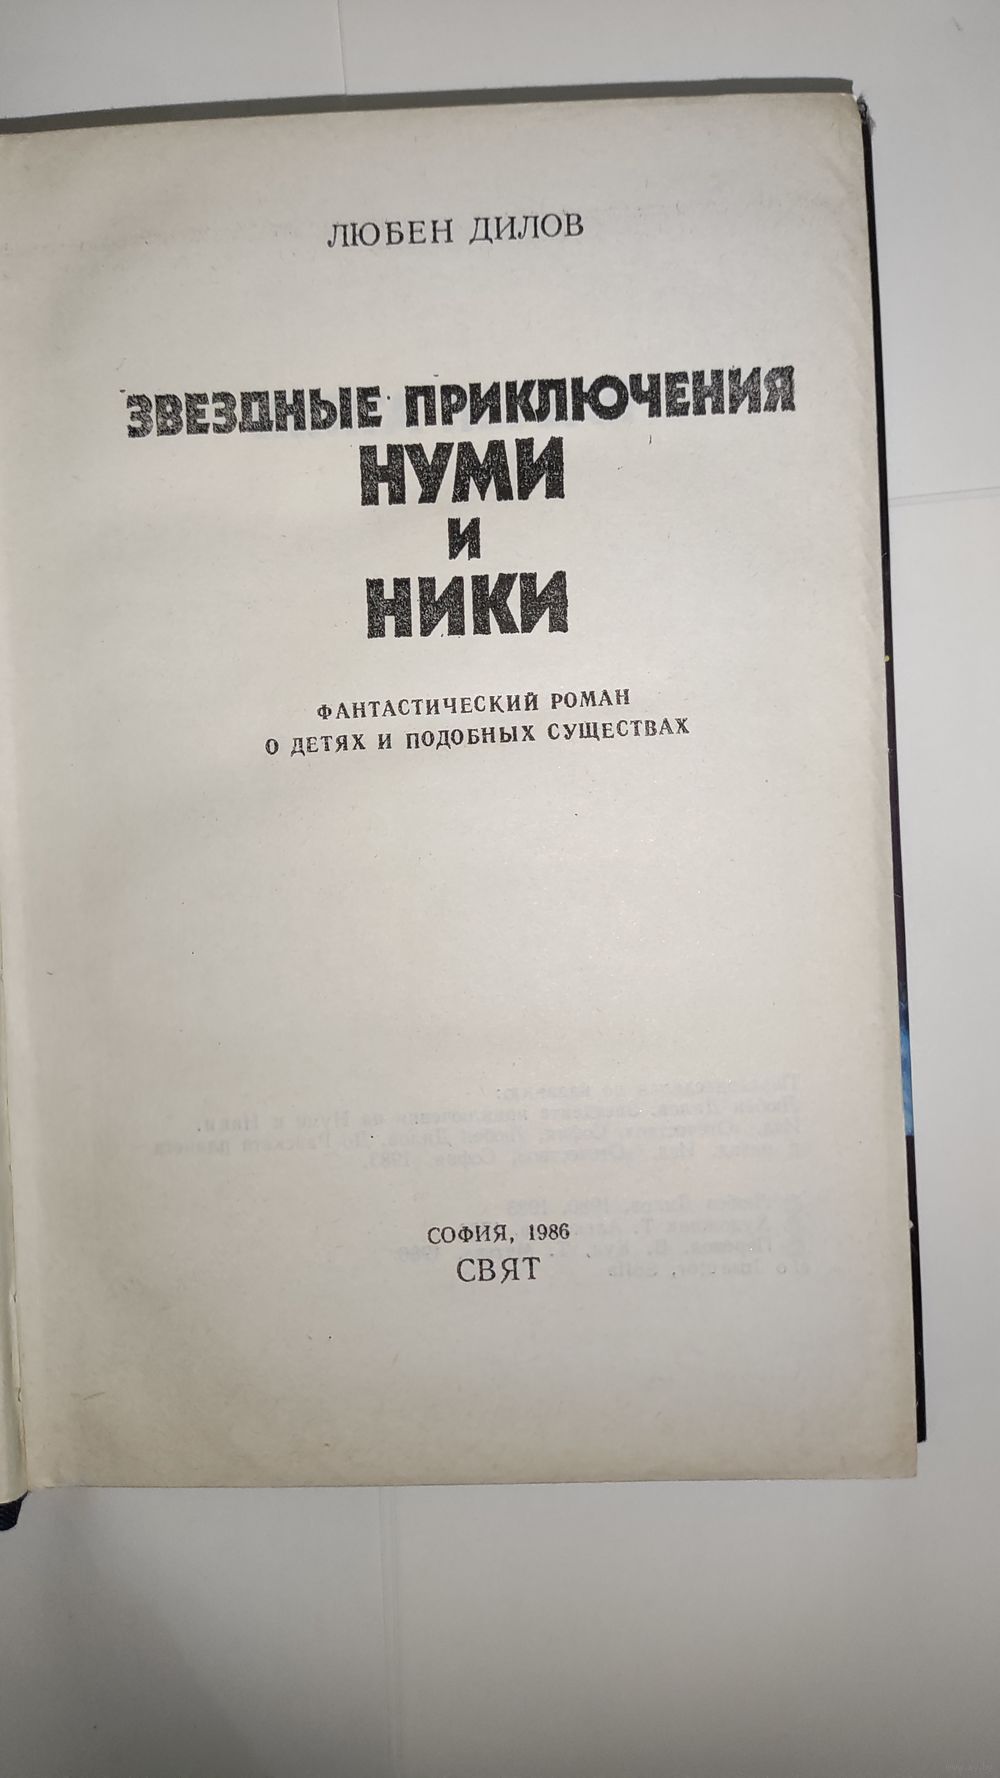 ЛЮБЕН ДИЛОВ
ЗВЕЗДНЫЕ ПРИКЛЮЧЕНИЯ
НУМИ
И
НИКИ
ФАНТАСТИЧЕСКИЙ РОМАН
О ДЕТЯХ И ПОДОБНЫХ СУЩЕСТВАХ
СОФИЯ, 1986
СВЯТ